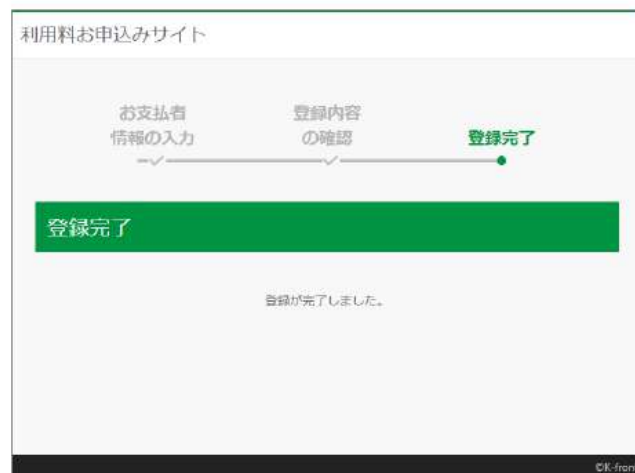 利用料お申込みサイト
お支払者
情報の入力
登録内容
の確認
登録完了
登録完了
登録が完了しました。
©K-fron